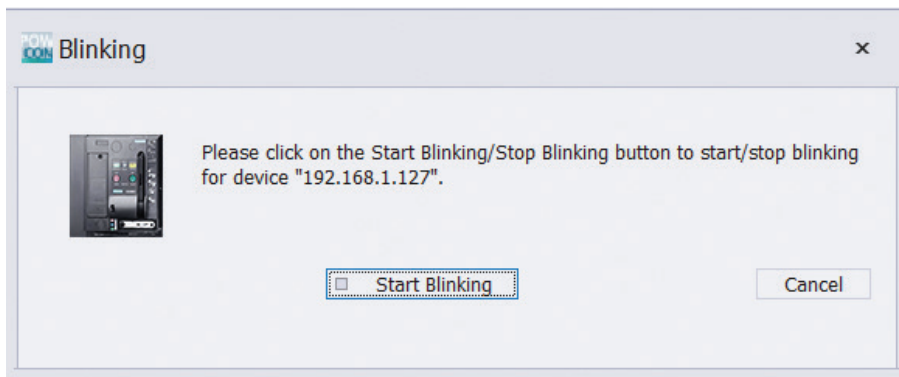 POW
CON
Blinking
Please click on the Start Blinking/Stop Blinking button to start/stop blinking
for device "192.168.1.127".
Start Blinking
Cancel